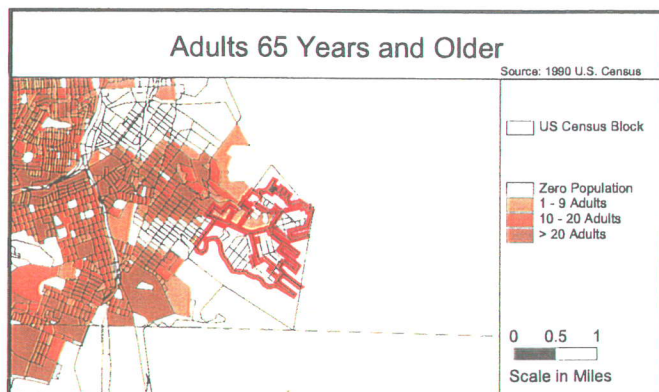 Adults 65 Years and Older
Source: 1990 U.S. Census
US Census Block
Zero Population
1 - 9 Adults
10 - 20 Adults
> 20 Adults
0 0.5 1
Scale in Miles